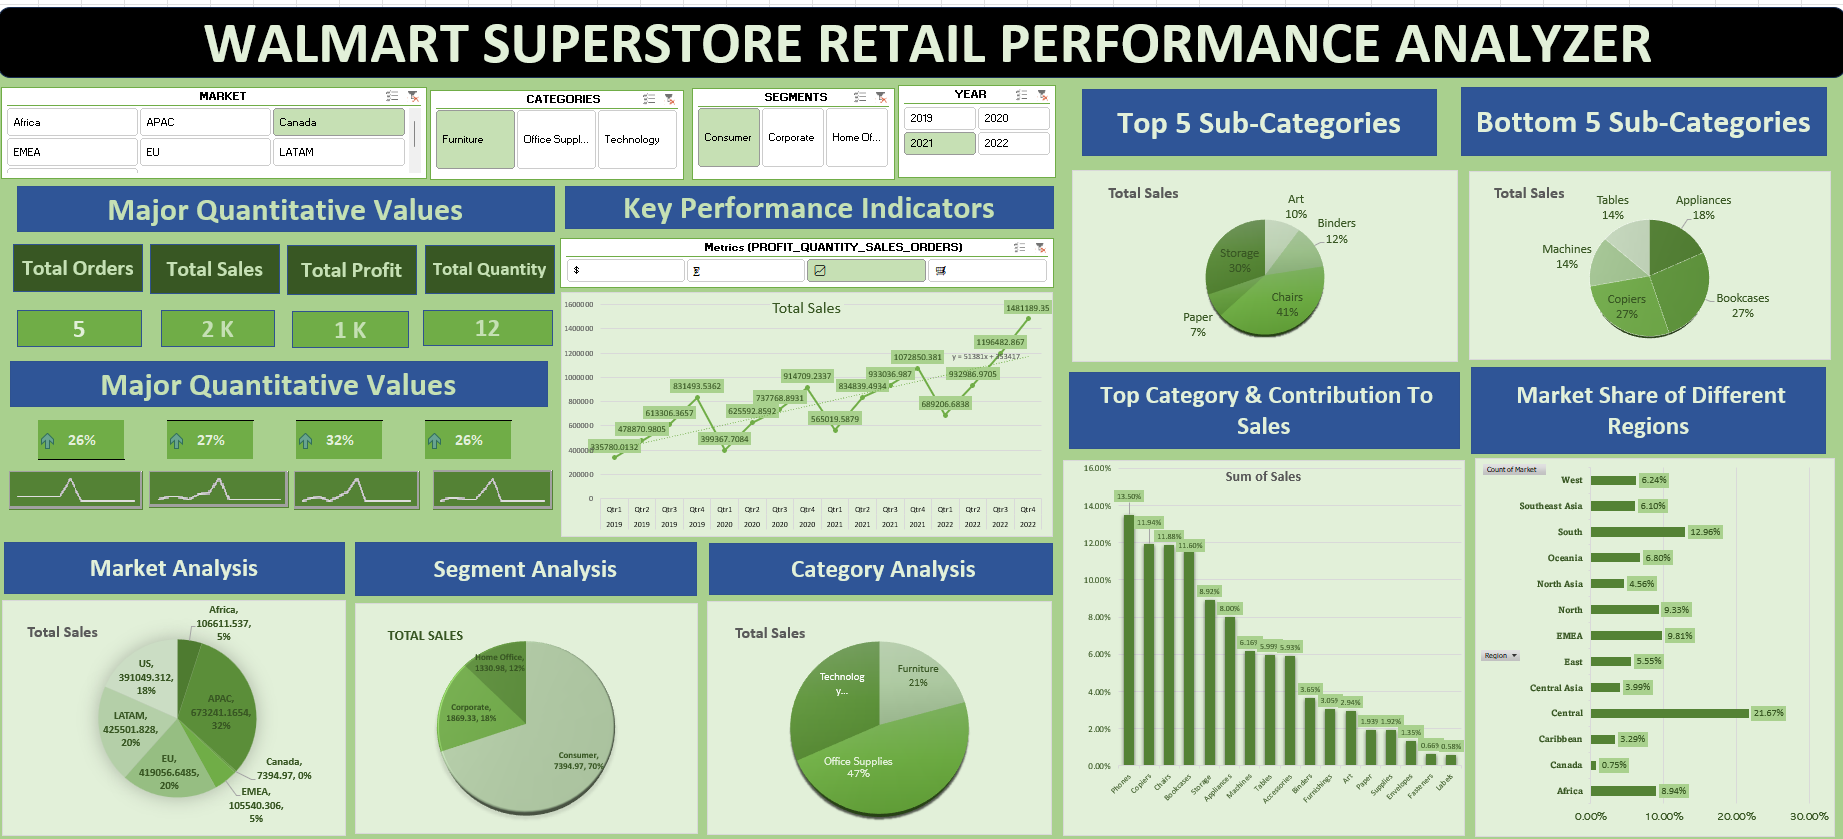 WALMART SUPERSTORE RETAIL PERFORMANCE ANALYZER
MARKET
Africa
APAC
Canada
EMEA
EU
LATAM
CATEGORIES
Furniture
Office Suppl...
Technology
SEGMENTS
Consumer
Corporate
Home Of...
YEAR
2019
2020
2021
2022
Top 5 Sub-Categories
Bottom 5 Sub-Categories
Major Quantitative Values
Total Orders
Total Sales
Total Profit
Total Quantity
5
2 K
1 K
12
Major Quantitative Values
26%
27%
32%
26%
Key Performance Indicators
Metrics (PROFIT_QUANTITY_SALES_ORDERS)
$
Σ
Total Sales
1600000
1400000
1200000
1000000
800000
600000
400000
200000
0
335780.0132
478870.9805
613306.3657
831493.5362
399367.7084
625592.8592
737768.8931
914709.2337
565019.5879
834839.4934
933036.987
1072850.381
689206.6838
932986.9705
1196482.867
1481189.35
y = 51381x + 353417
Qtr1 Qtr2 Qtr3 Qtr4 Qtr1 Qtr2 Qtr3 Qtr4 Qtr1 Qtr2 Qtr3 Qtr4 Qtr1 Qtr2 Qtr3 Qtr4
2019 2019 2019 2019 2020 2020 2020 2020 2021 2021 2021 2021 2022 2022 2022 2022
Total Sales
Art
10%
Binders
12%
Chairs
41%
Paper
7%
Storage
30%
Total Sales
Appliances
18%
Bookcases
27%
Copiers
27%
Machines
14%
Tables
14%
Market Analysis
Total Sales
Africa,
106611.537,
5%
APAC,
673241.1654,
32%
Canada,
7394.97, 0%
EMEA,
105540.306,
5%
EU,
419056.6485,
20%
LATAM,
425501.828,
20%
US,
391049.312,
18%
Segment Analysis
TOTAL SALES
Home Office,
1330.98, 12%
Corporate,
1869.33, 18%
Consumer,
7394.97, 70%
Category Analysis
Total Sales
Furniture
21%
Office Supplies
47%
Technolog
y...
Top Category & Contribution To
Sales
Sum of Sales
16.00%
14.00%
12.00%
10.00%
8.00%
6.00%
4.00%
2.00%
0.00%
13.50%
11.94%
11.88%
11.60%
8.92%
8.00%
6.16%
5.99%
5.93%
3.65%
3.05%
2.94%
1.93%
1.92%
1.35%
0.66%
0.58%
Phones
Copiers
Chairs
Bookcases
Storage
Appliances
Machines
Tables
Accessories
Binders
Furnishings
Art
Paper
Supplies
Envelopes
Fasteners
Labels
Market Share of Different
Regions
Count of Market
Region
West 6.24%
Southeast Asia 6.10%
South 12.96%
Oceania 6.80%
North Asia 4.56%
North 9.33%
EMEA 9.81%
East 5.55%
Central Asia 3.99%
Central 21.67%
Caribbean 3.29%
Canada 0.75%
Africa 8.94%
0.00% 10.00% 20.00% 30.00%